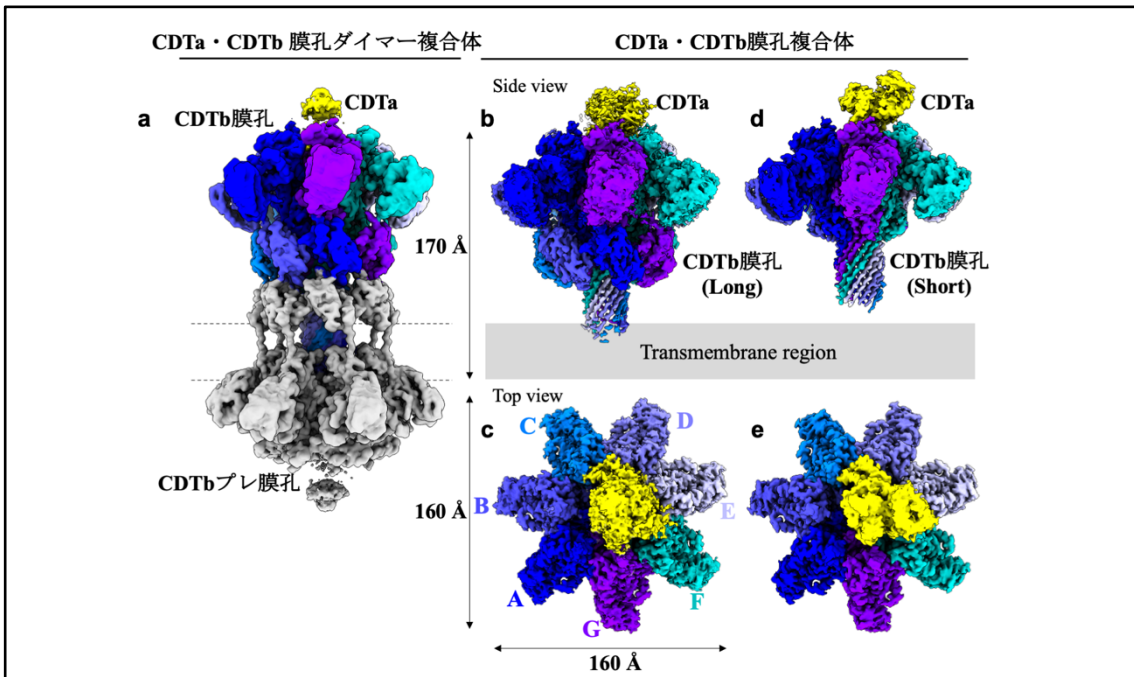 CDTa・CDTb 膜孔ダイマー複合体
CDTa・CDTb膜孔複合体
a
CDTb膜孔
CDTa
170 Å
CDTbプレ膜孔
Side view
b
CDTa
CDTb膜孔
(Long)
d
CDTa
CDTb膜孔
(Short)
Transmembrane region
Top view
c
C
D
B
E
A
F
G
160 Å
160 Å
e